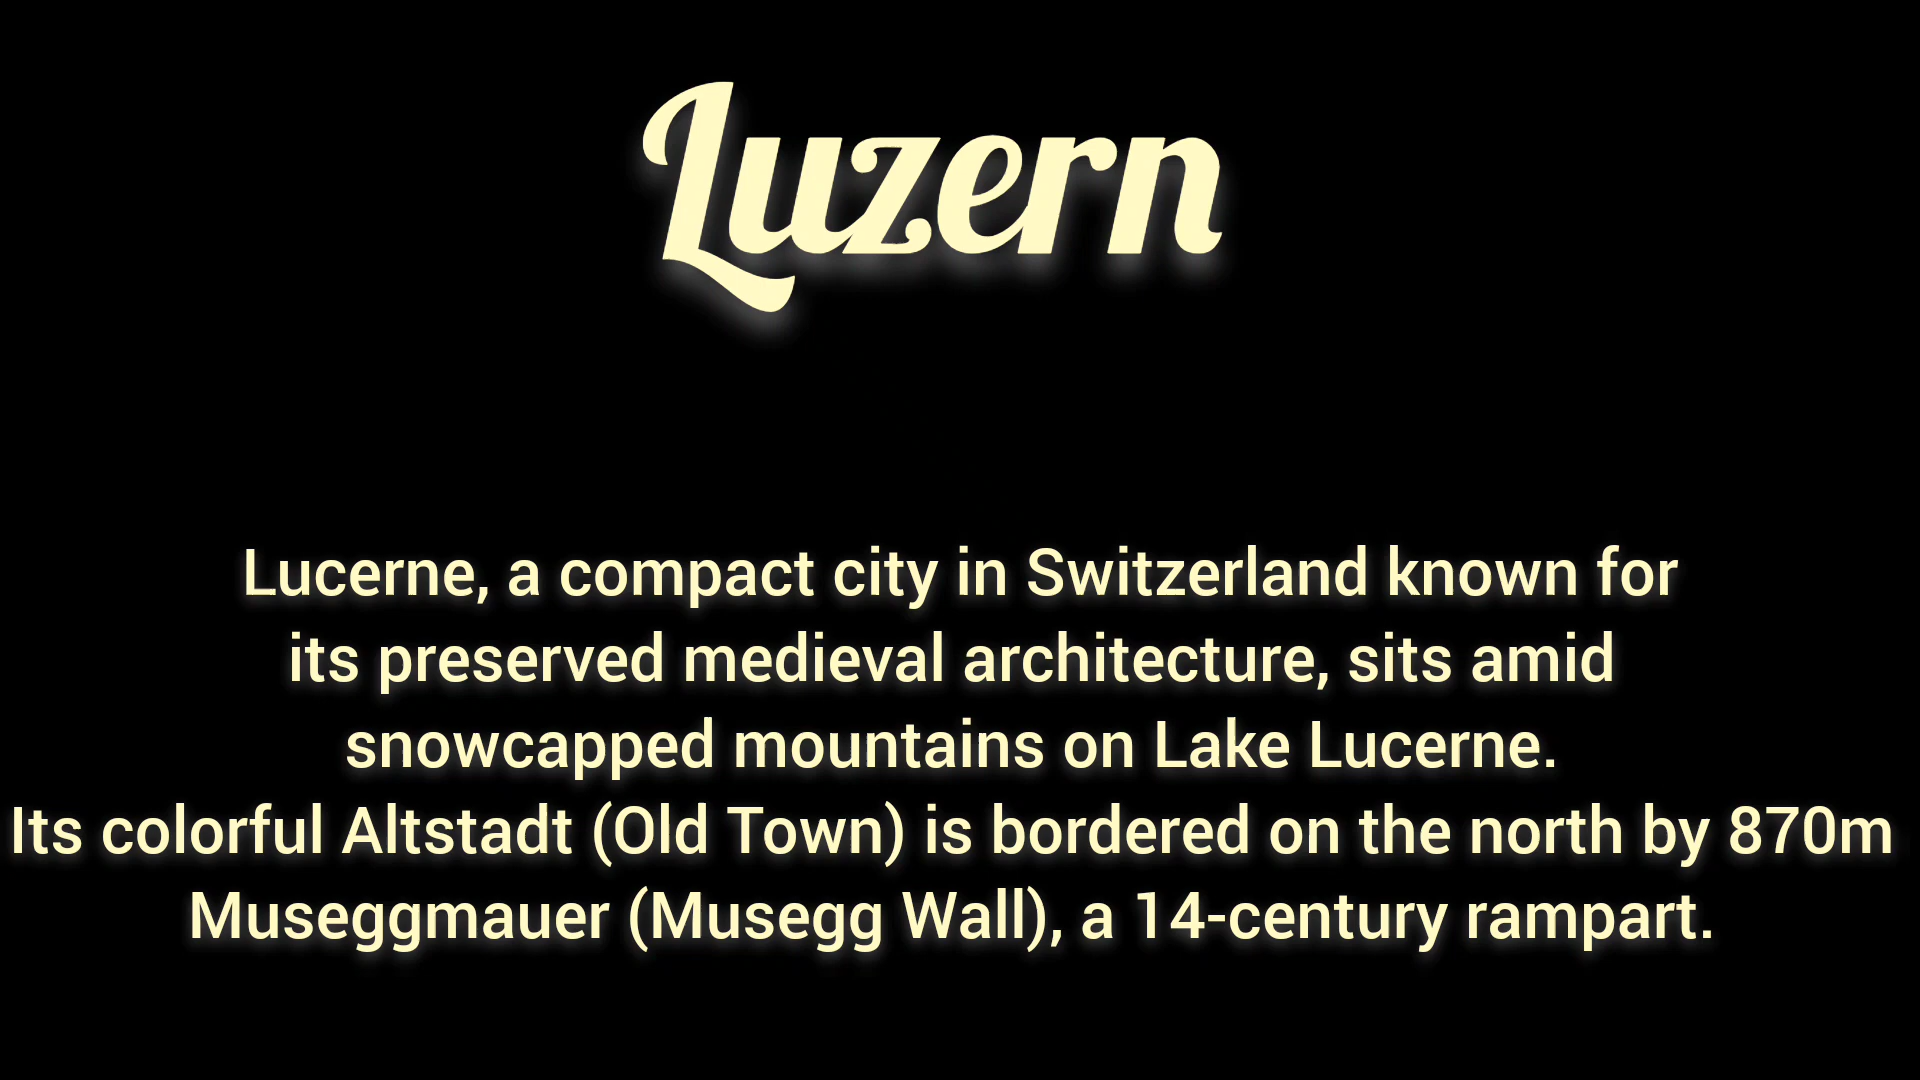 Luzern
Lucerne, a compact city in Switzerland known for
its preserved medieval architecture, sits amid
snowcapped mountains on Lake Lucerne.
Its colorful Altstadt (Old Town) is bordered on the north by 870m
Museggmauer (Musegg Wall), a 14-century rampart.